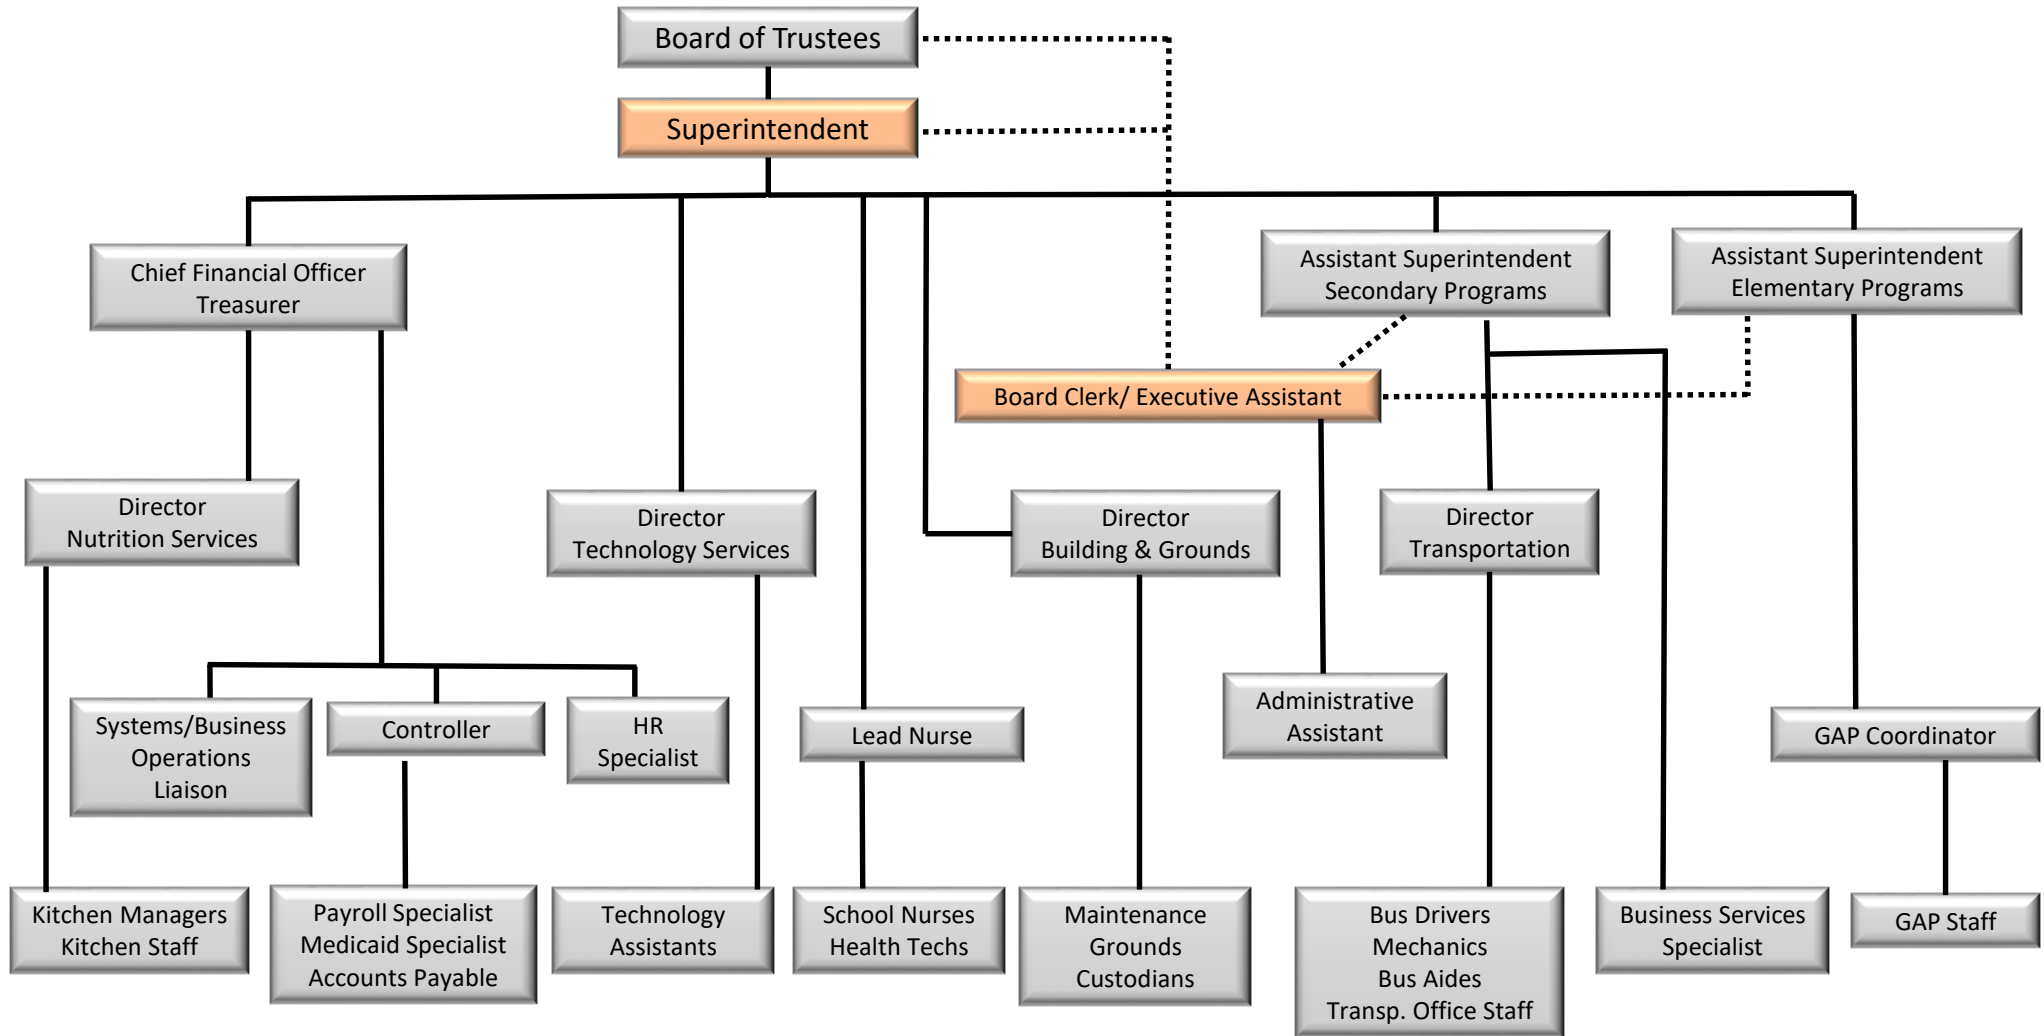 Board of Trustees
Superintendent
Chief Financial Officer
Treasurer
Assistant Superintendent
Secondary Programs
Assistant Superintendent
Elementary Programs
Board Clerk/ Executive Assistant
Director
Nutrition Services
Director
Technology Services
Director
Building & Grounds
Director
Transportation
Systems/Business
Operations
Liaison
Controller
HR
Specialist
Lead Nurse
Administrative
Assistant
GAP Coordinator
Kitchen Managers
Kitchen Staff
Payroll Specialist
Medicaid Specialist
Accounts Payable
Technology
Assistants
School Nurses
Health Techs
Maintenance
Grounds
Custodians
Bus Drivers
Mechanics
Bus Aides
Transp. Office Staff
Business Services
Specialist
GAP Staff